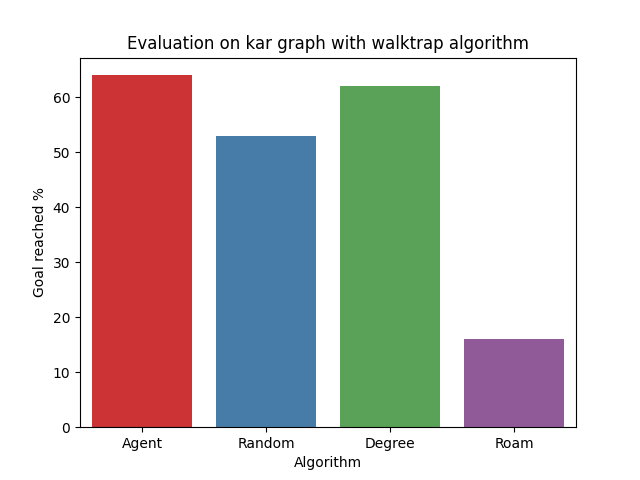 Evaluation on kar graph with walktrap algorithm
Goal reached %
60
50
40
30
20
10
0
Agent Random Degree Roam
Algorithm